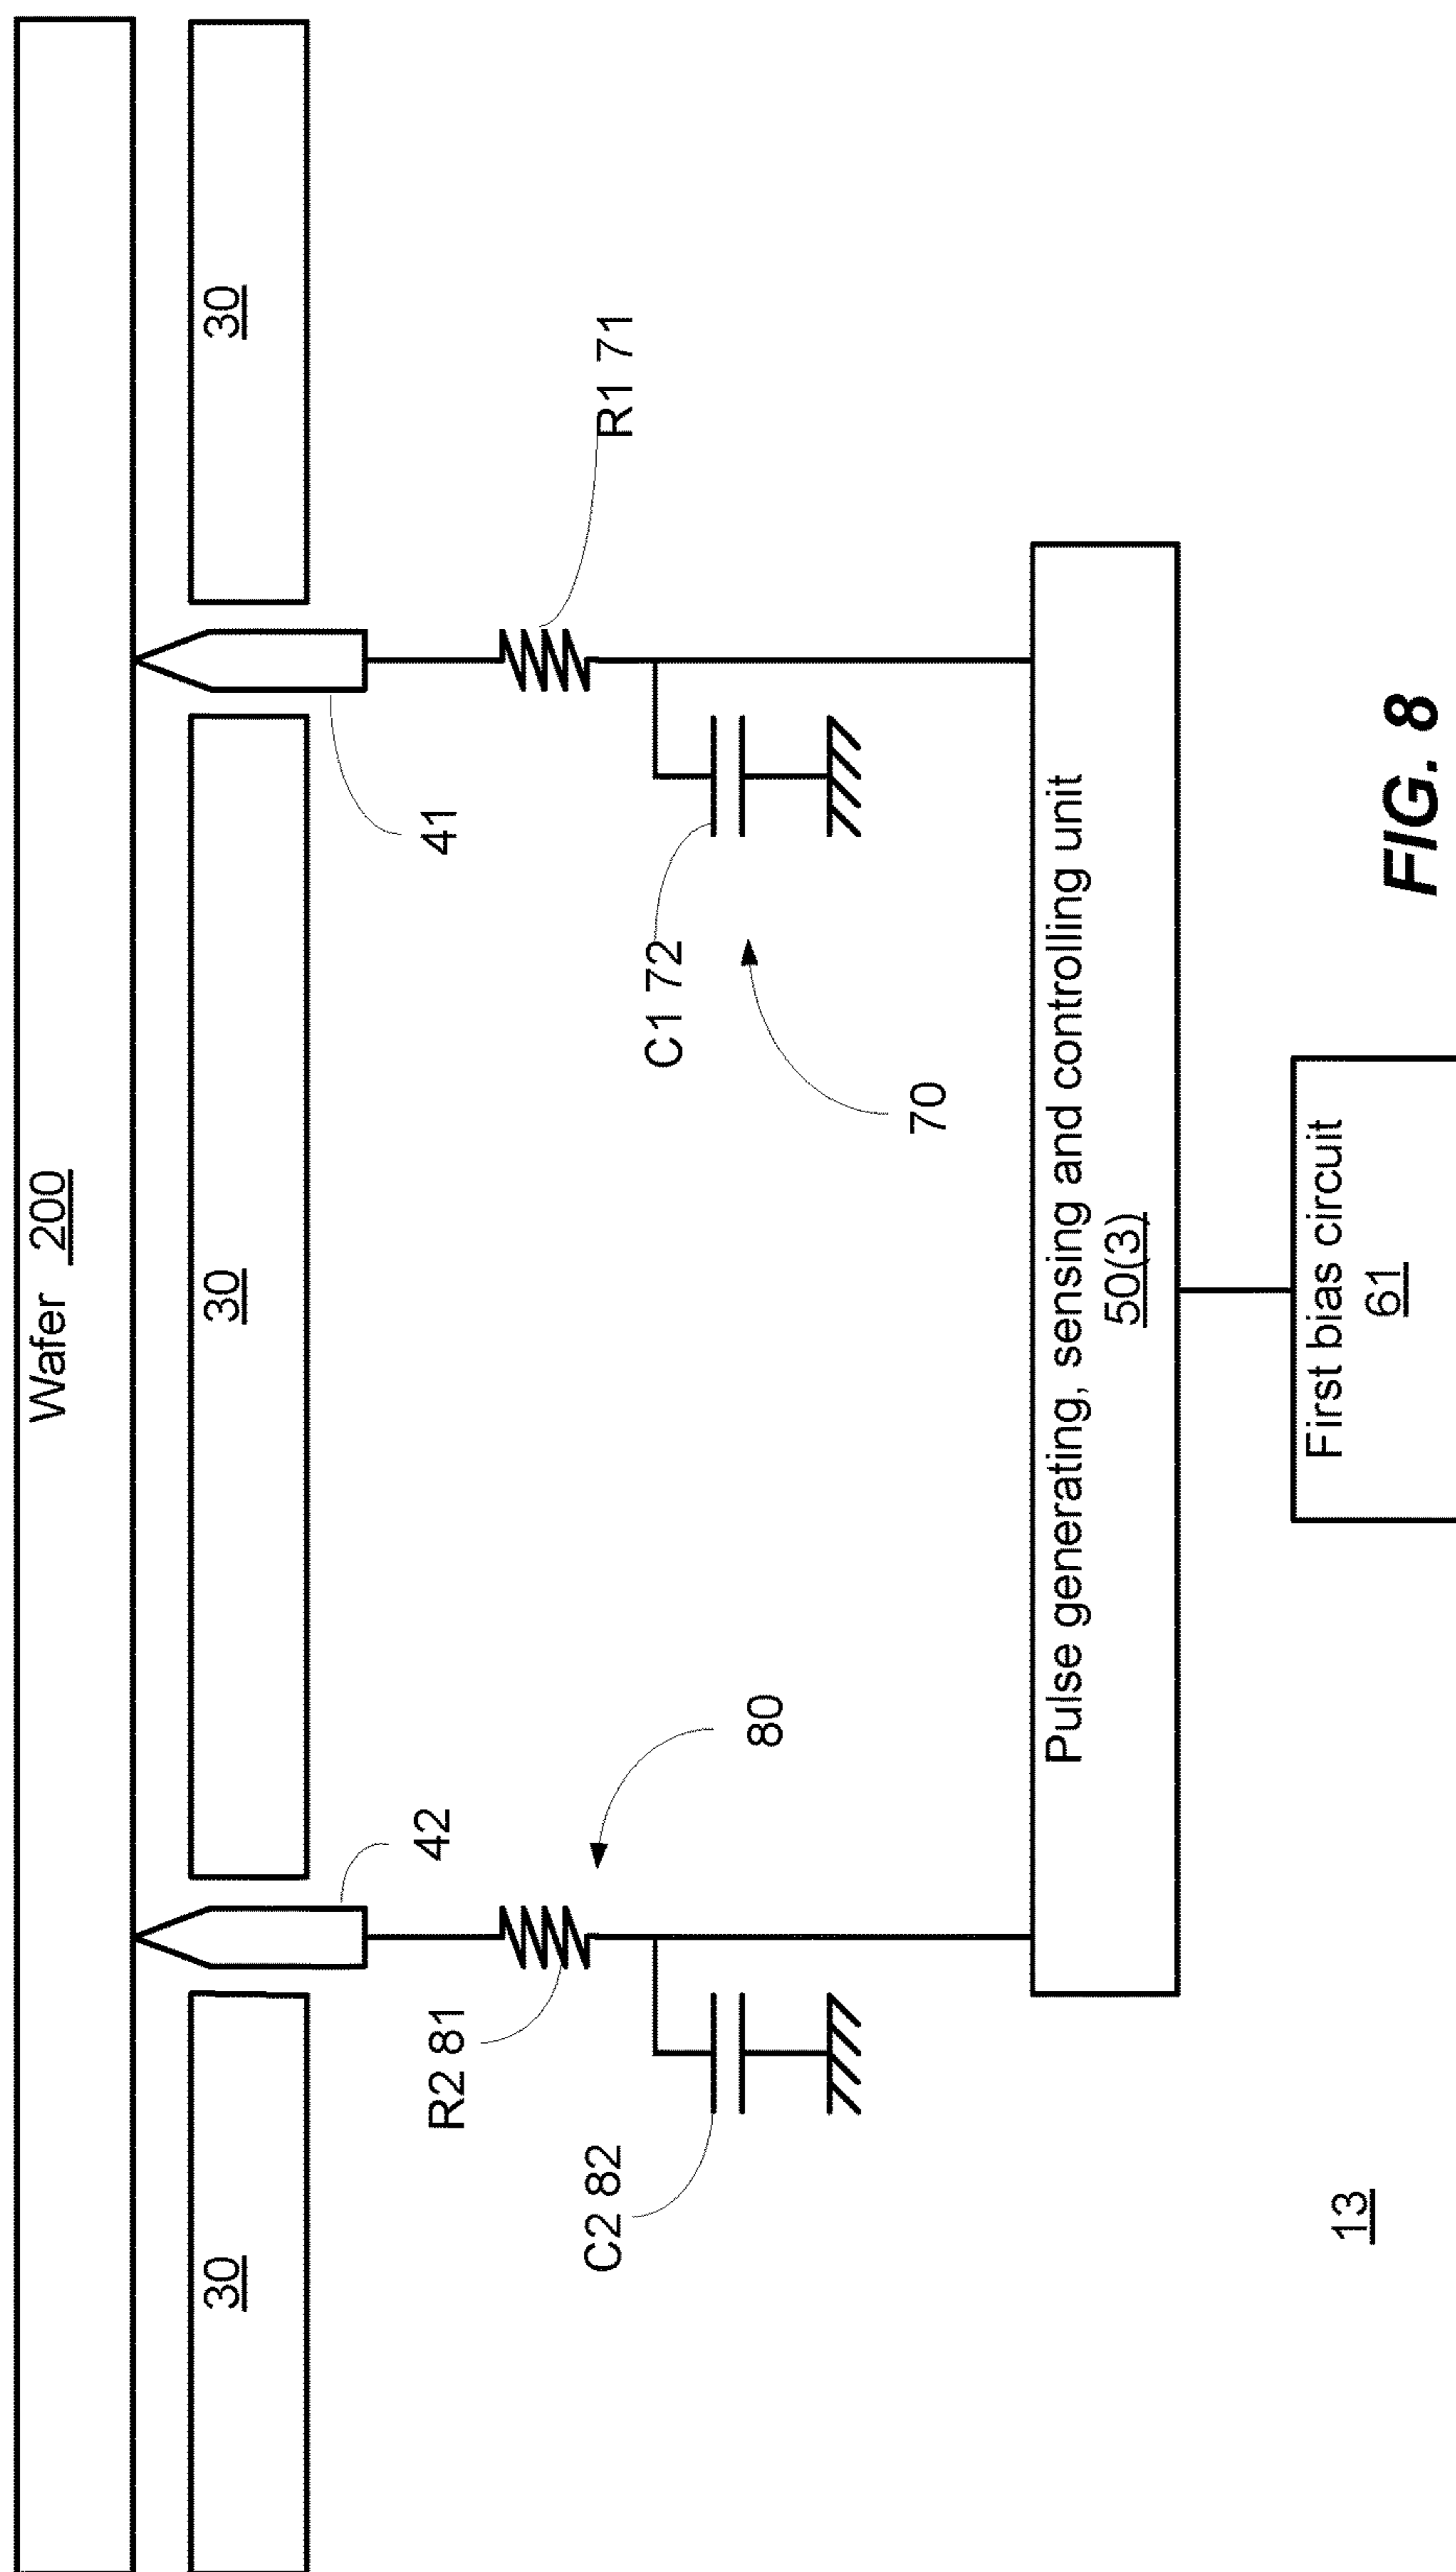 Wafer 200
30
30
30
42
41
R2 81
R1 71
C2 82
C1 72
80
70
Pulse generating, sensing and controlling unit
50(3)
First bias circuit
61
13
FIG. 8